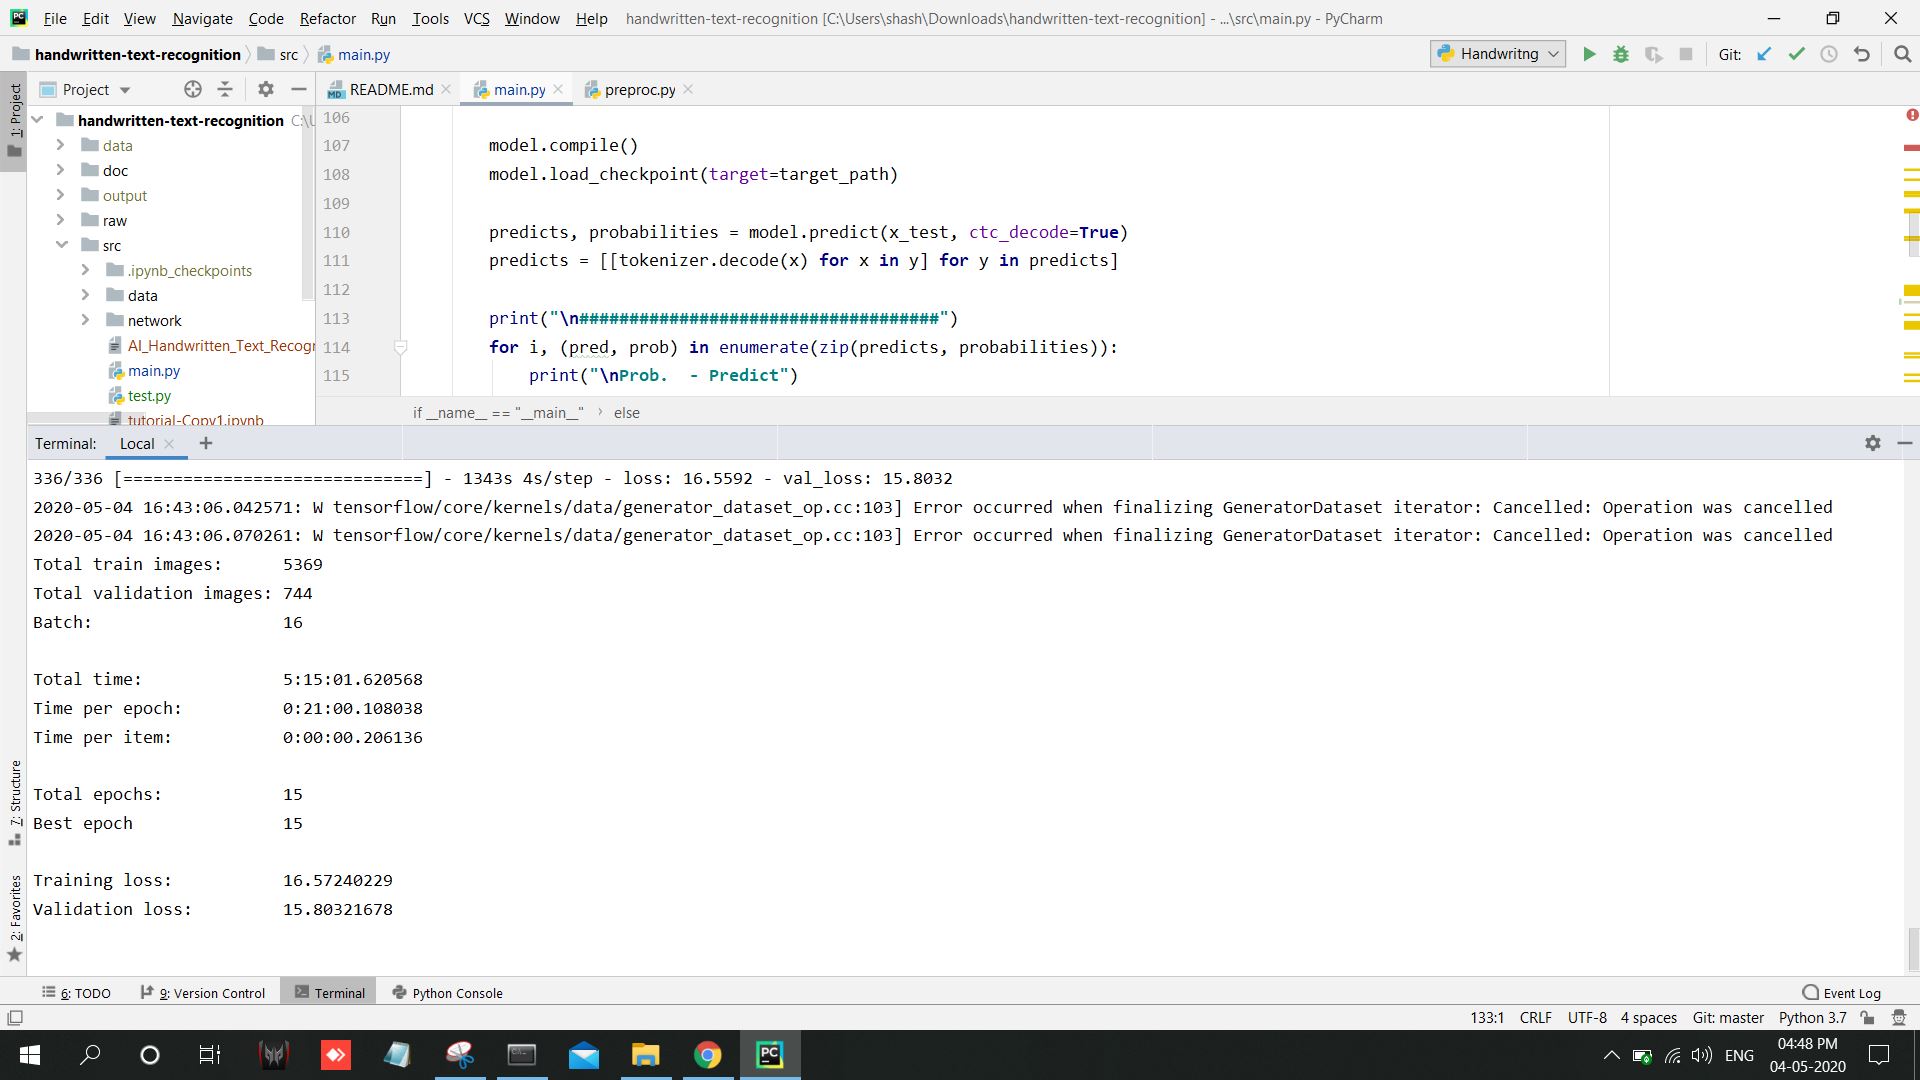 PC File Edit View Navigate Code Refactor Run Tools VCS Window Help handwritten-text-recognition [C:\Users\shash\Downloads\handwritten-text-recognition] - ...\src\main.py - PyCharm
handwritten-text-recognition src main.py Handwritng Git:
1: Project
Project
README.md main.py preproc.py
handwritten-text-recognition C:\U
data
doc
output
raw
src
.ipynb_checkpoints
data
network
AI_Handwritten_Text_Recogr
main.py
test.py
tutorial-Copy1.ipynb
106
107 model.compile()
108 model.load_checkpoint(target=target_path)
109
110 predicts, probabilities = model.predict(x_test, ctc_decode=True)
111 predicts = [[tokenizer.decode(x) for x in y] for y in predicts]
112
113 print("\n####################################")
114 for i, (pred, prob) in enumerate(zip(predicts, probabilities)):
115 print("\nProb.  - Predict")
if __name__ == "__main__" › else
Terminal: Local +
336/336 [==============================] - 1343s 4s/step - loss: 16.5592 - val_loss: 15.8032
2020-05-04 16:43:06.042571: W tensorflow/core/kernels/data/generator_dataset_op.cc:103] Error occurred when finalizing GeneratorDataset iterator: Cancelled: Operation was cancelled
2020-05-04 16:43:06.070261: W tensorflow/core/kernels/data/generator_dataset_op.cc:103] Error occurred when finalizing GeneratorDataset iterator: Cancelled: Operation was cancelled
Total train images: 5369
Total validation images: 744
Batch: 16
Total time: 5:15:01.620568
Time per epoch: 0:21:00.108038
Time per item: 0:00:00.206136
Total epochs: 15
Best epoch 15
Training loss: 16.57240229
Validation loss: 15.80321678
7: Structure
2: Favorites
6: TODO 9: Version Control Terminal Python Console Event Log
133:1 CRLF UTF-8 4 spaces Git: master Python 3.7
PC ENG 04:48 PM
04-05-2020